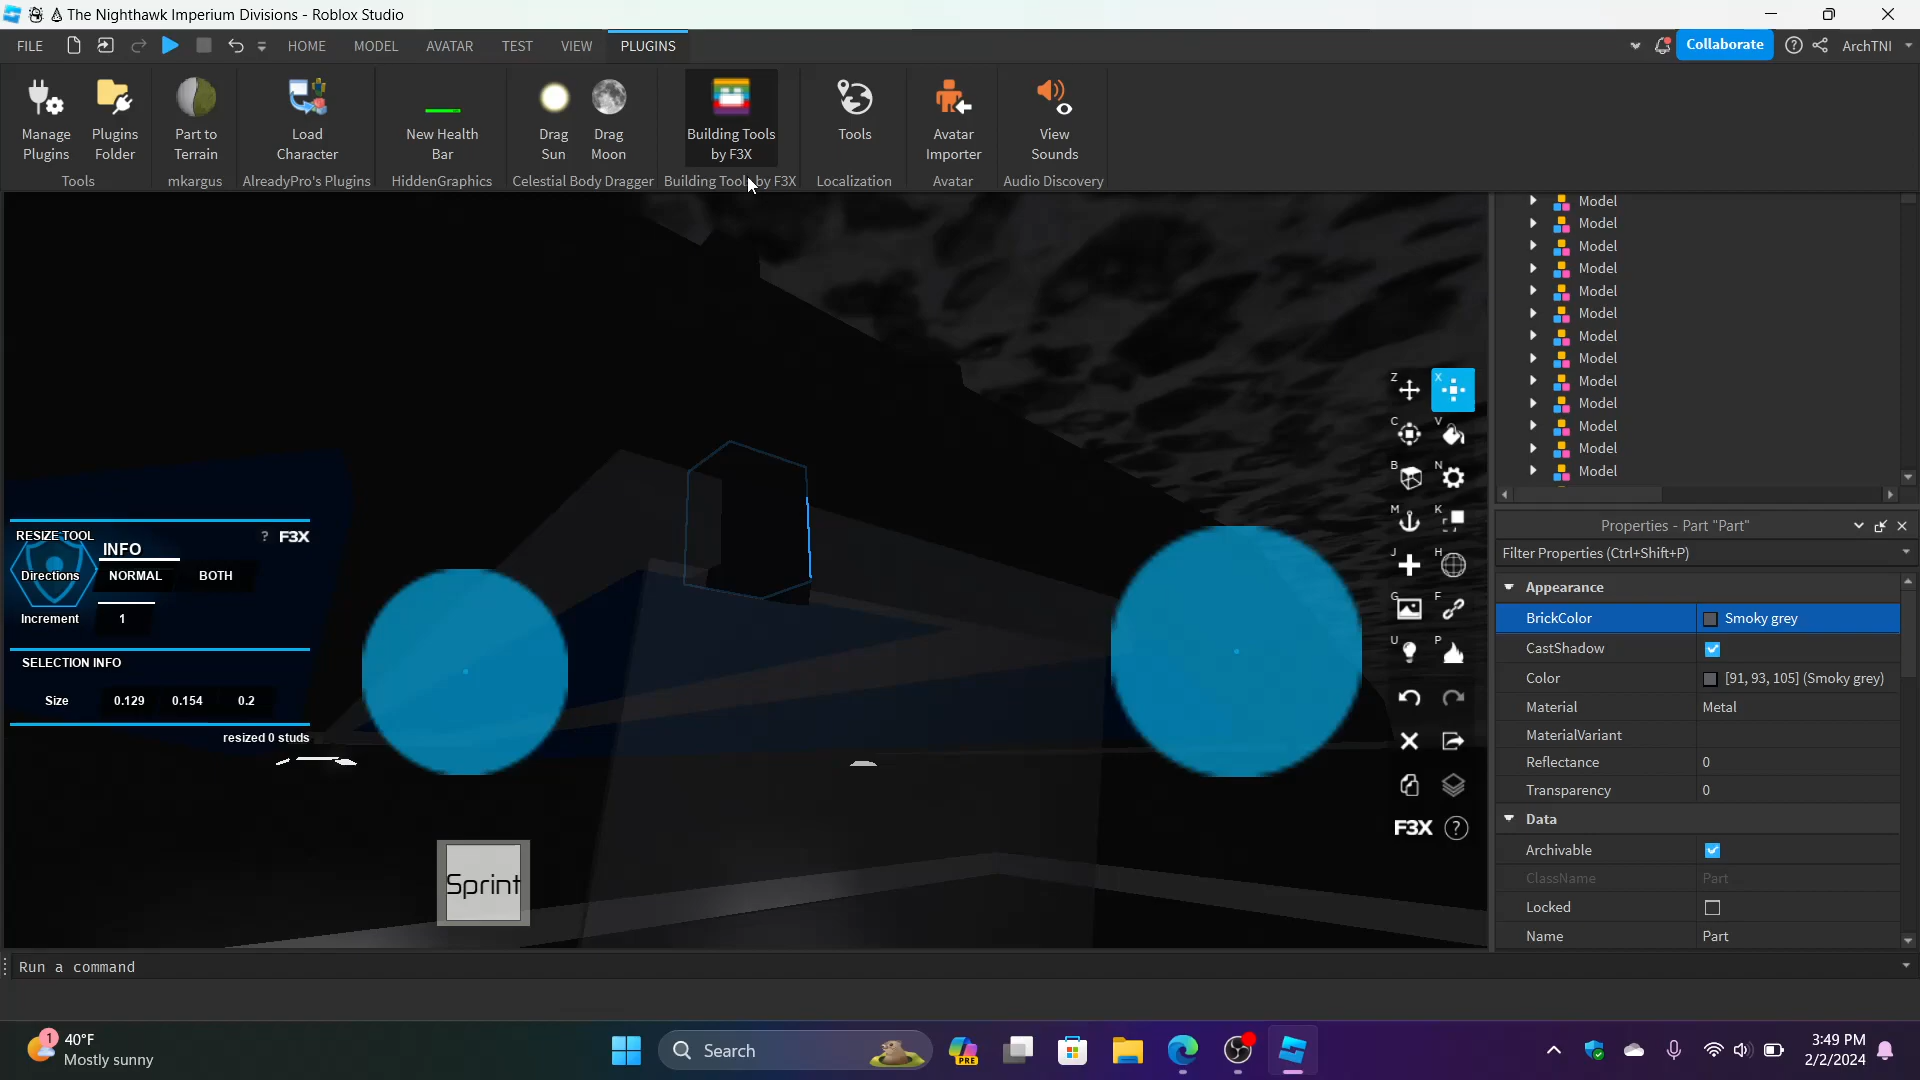 The Nighthawk Imperium Divisions - Roblox Studio
FILE HOME MODEL AVATAR TEST VIEW PLUGINS Collaborate ArchTNI
Manage Plugins
Plugins Folder
Tools
Part to Terrain
mkargus
Load Character
AlreadyPro's Plugins
New Health Bar
HiddenGraphics
Drag Sun
Drag Moon
Celestial Body Dragger
Building Tools by F3X
Building Tools by F3X
Tools
Localization
Avatar Importer
Avatar
View Sounds
Audio Discovery
Model
Model
Model
Model
Model
Model
Model
Model
Model
Model
Model
Model
Model
Z X
C V
B N
M K
J H
G F
U P
F3X ?
RESIZE TOOL ? F3X
INFO
Directions NORMAL BOTH
Increment 1
SELECTION INFO
Size 0.129 0.154 0.2
resized 0 studs
Sprint
Properties - Part "Part"
Filter Properties (Ctrl+Shift+P)
Appearance
BrickColor Smoky grey
CastShadow
Color [91, 93, 105] (Smoky grey)
Material Metal
MaterialVariant
Reflectance 0
Transparency 0
Data
Archivable
ClassName Part
Locked
Name Part
Run a command
1
40°F
Mostly sunny
Search
PRE
3:49 PM
2/2/2024